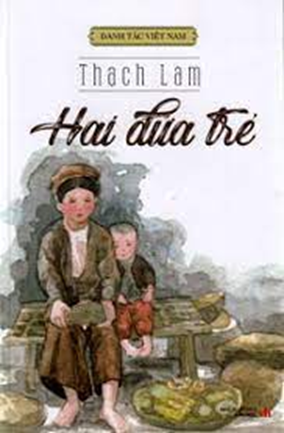 DANH TÁC VIỆT NAM
Thạch Lam
Hai đứa trẻ